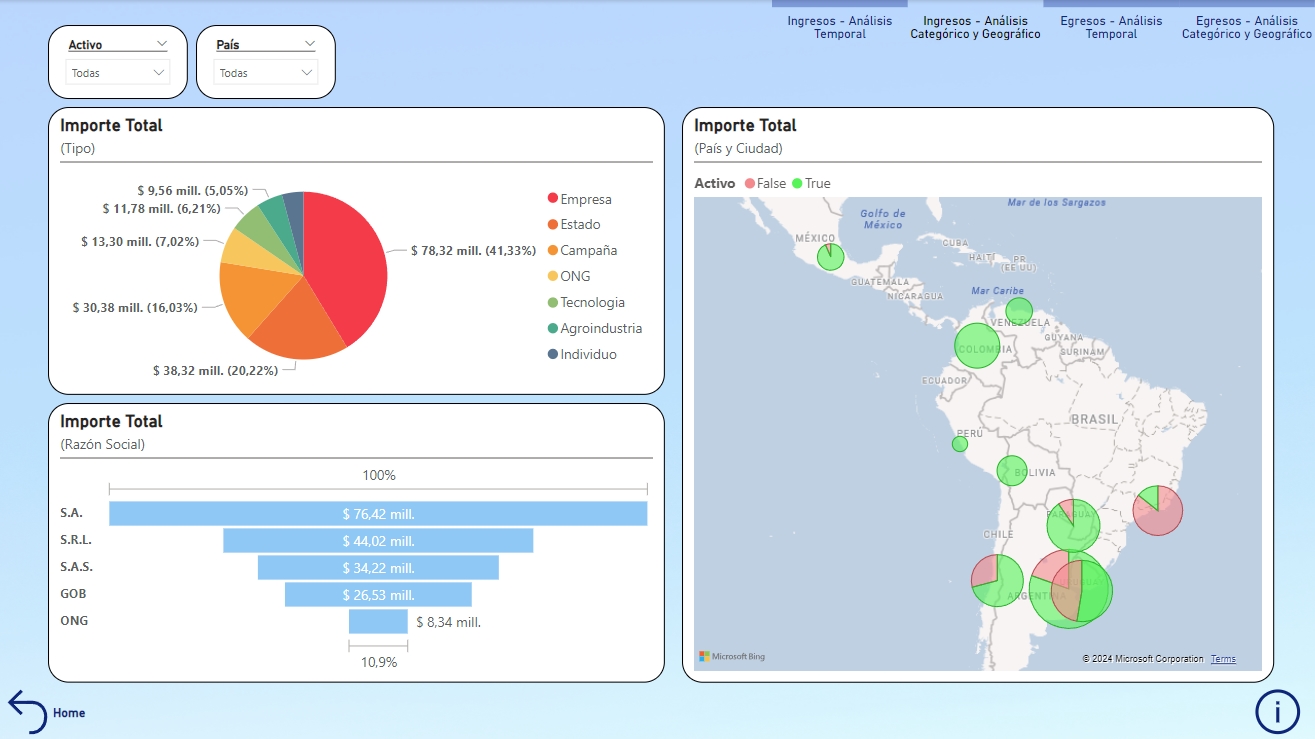 Ingresos - Análisis
Temporal
Ingresos - Análisis
Categórico y Geográfico
Egresos - Análisis
Temporal
Egresos - Análisis
Categórico y Geográfico
Activo
Todas
País
Todas
Importe Total
(Tipo)
$ 9,56 mill. (5,05%)
$ 11,78 mill. (6,21%)
$ 13,30 mill. (7,02%)
$ 30,38 mill. (16,03%)
$ 38,32 mill. (20,22%)
$ 78,32 mill. (41,33%)
Empresa
Estado
Campaña
ONG
Tecnologia
Agroindustria
Individuo
Importe Total
(Razón Social)
100%
S.A.
$ 76,42 mill.
S.R.L.
$ 44,02 mill.
S.A.S.
$ 34,22 mill.
GOB
$ 26,53 mill.
ONG
$ 8,34 mill.
10,9%
Importe Total
(País y Ciudad)
Activo
False
True
Mar de los Sargazos
Golfo de
México
MÉXICO
CUBA
HAITÍ
PR
(EE UU)
GUATEMALA
NICARAGUA
Mar Caribe
VENEZUELA
GUYANA
SURINAM
COLOMBIA
ECUADOR
BRASIL
PERÚ
BOLIVIA
PARAGUAY
CHILE
ARGENTINA
Microsoft Bing
© 2024 Microsoft Corporation
Terms
Home
i